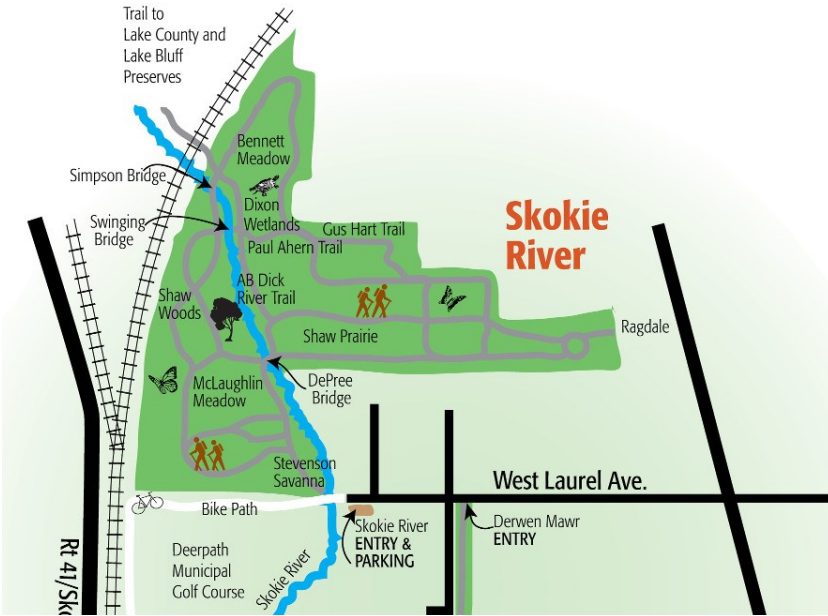 Trail to
Lake County and
Lake Bluff
Preserves
Bennett
Meadow
Simpson Bridge
Dixon
Wetlands
Swinging
Bridge
Gus Hart Trail
Paul Ahern Trail
Skokie
River
AB Dick
River Trail
Shaw
Woods
Shaw Prairie
Ragdale
McLaughlin
Meadow
DePree
Bridge
Stevenson
Savanna
West Laurel Ave.
Bike Path
Skokie River
ENTRY &
PARKING
Derwen Mawr
ENTRY
Deerpath
Municipal
Golf Course
Skokie River
Rt 41/Sko